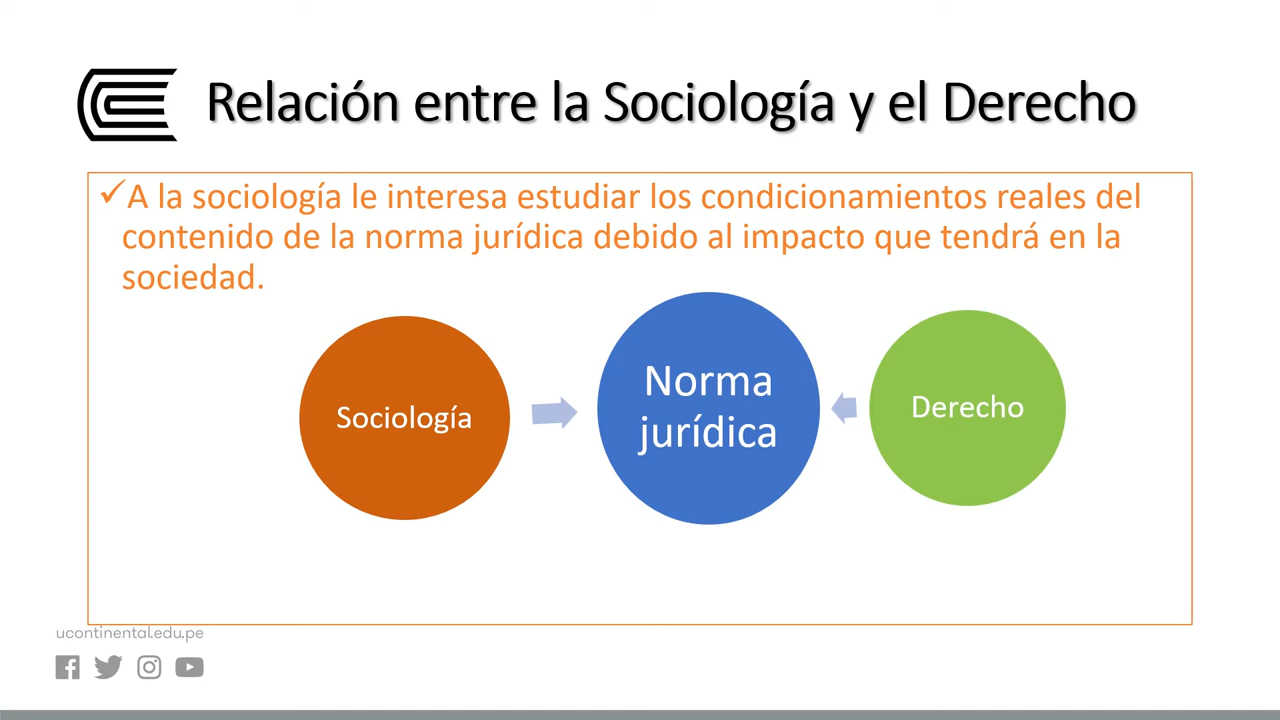 Relación entre la Sociología y el Derecho
✓A la sociología le interesa estudiar los condicionamientos reales del
contenido de la norma jurídica debido al impacto que tendrá en la
sociedad.
Sociología
Norma
jurídica
Derecho
ucontinental.edu.pe